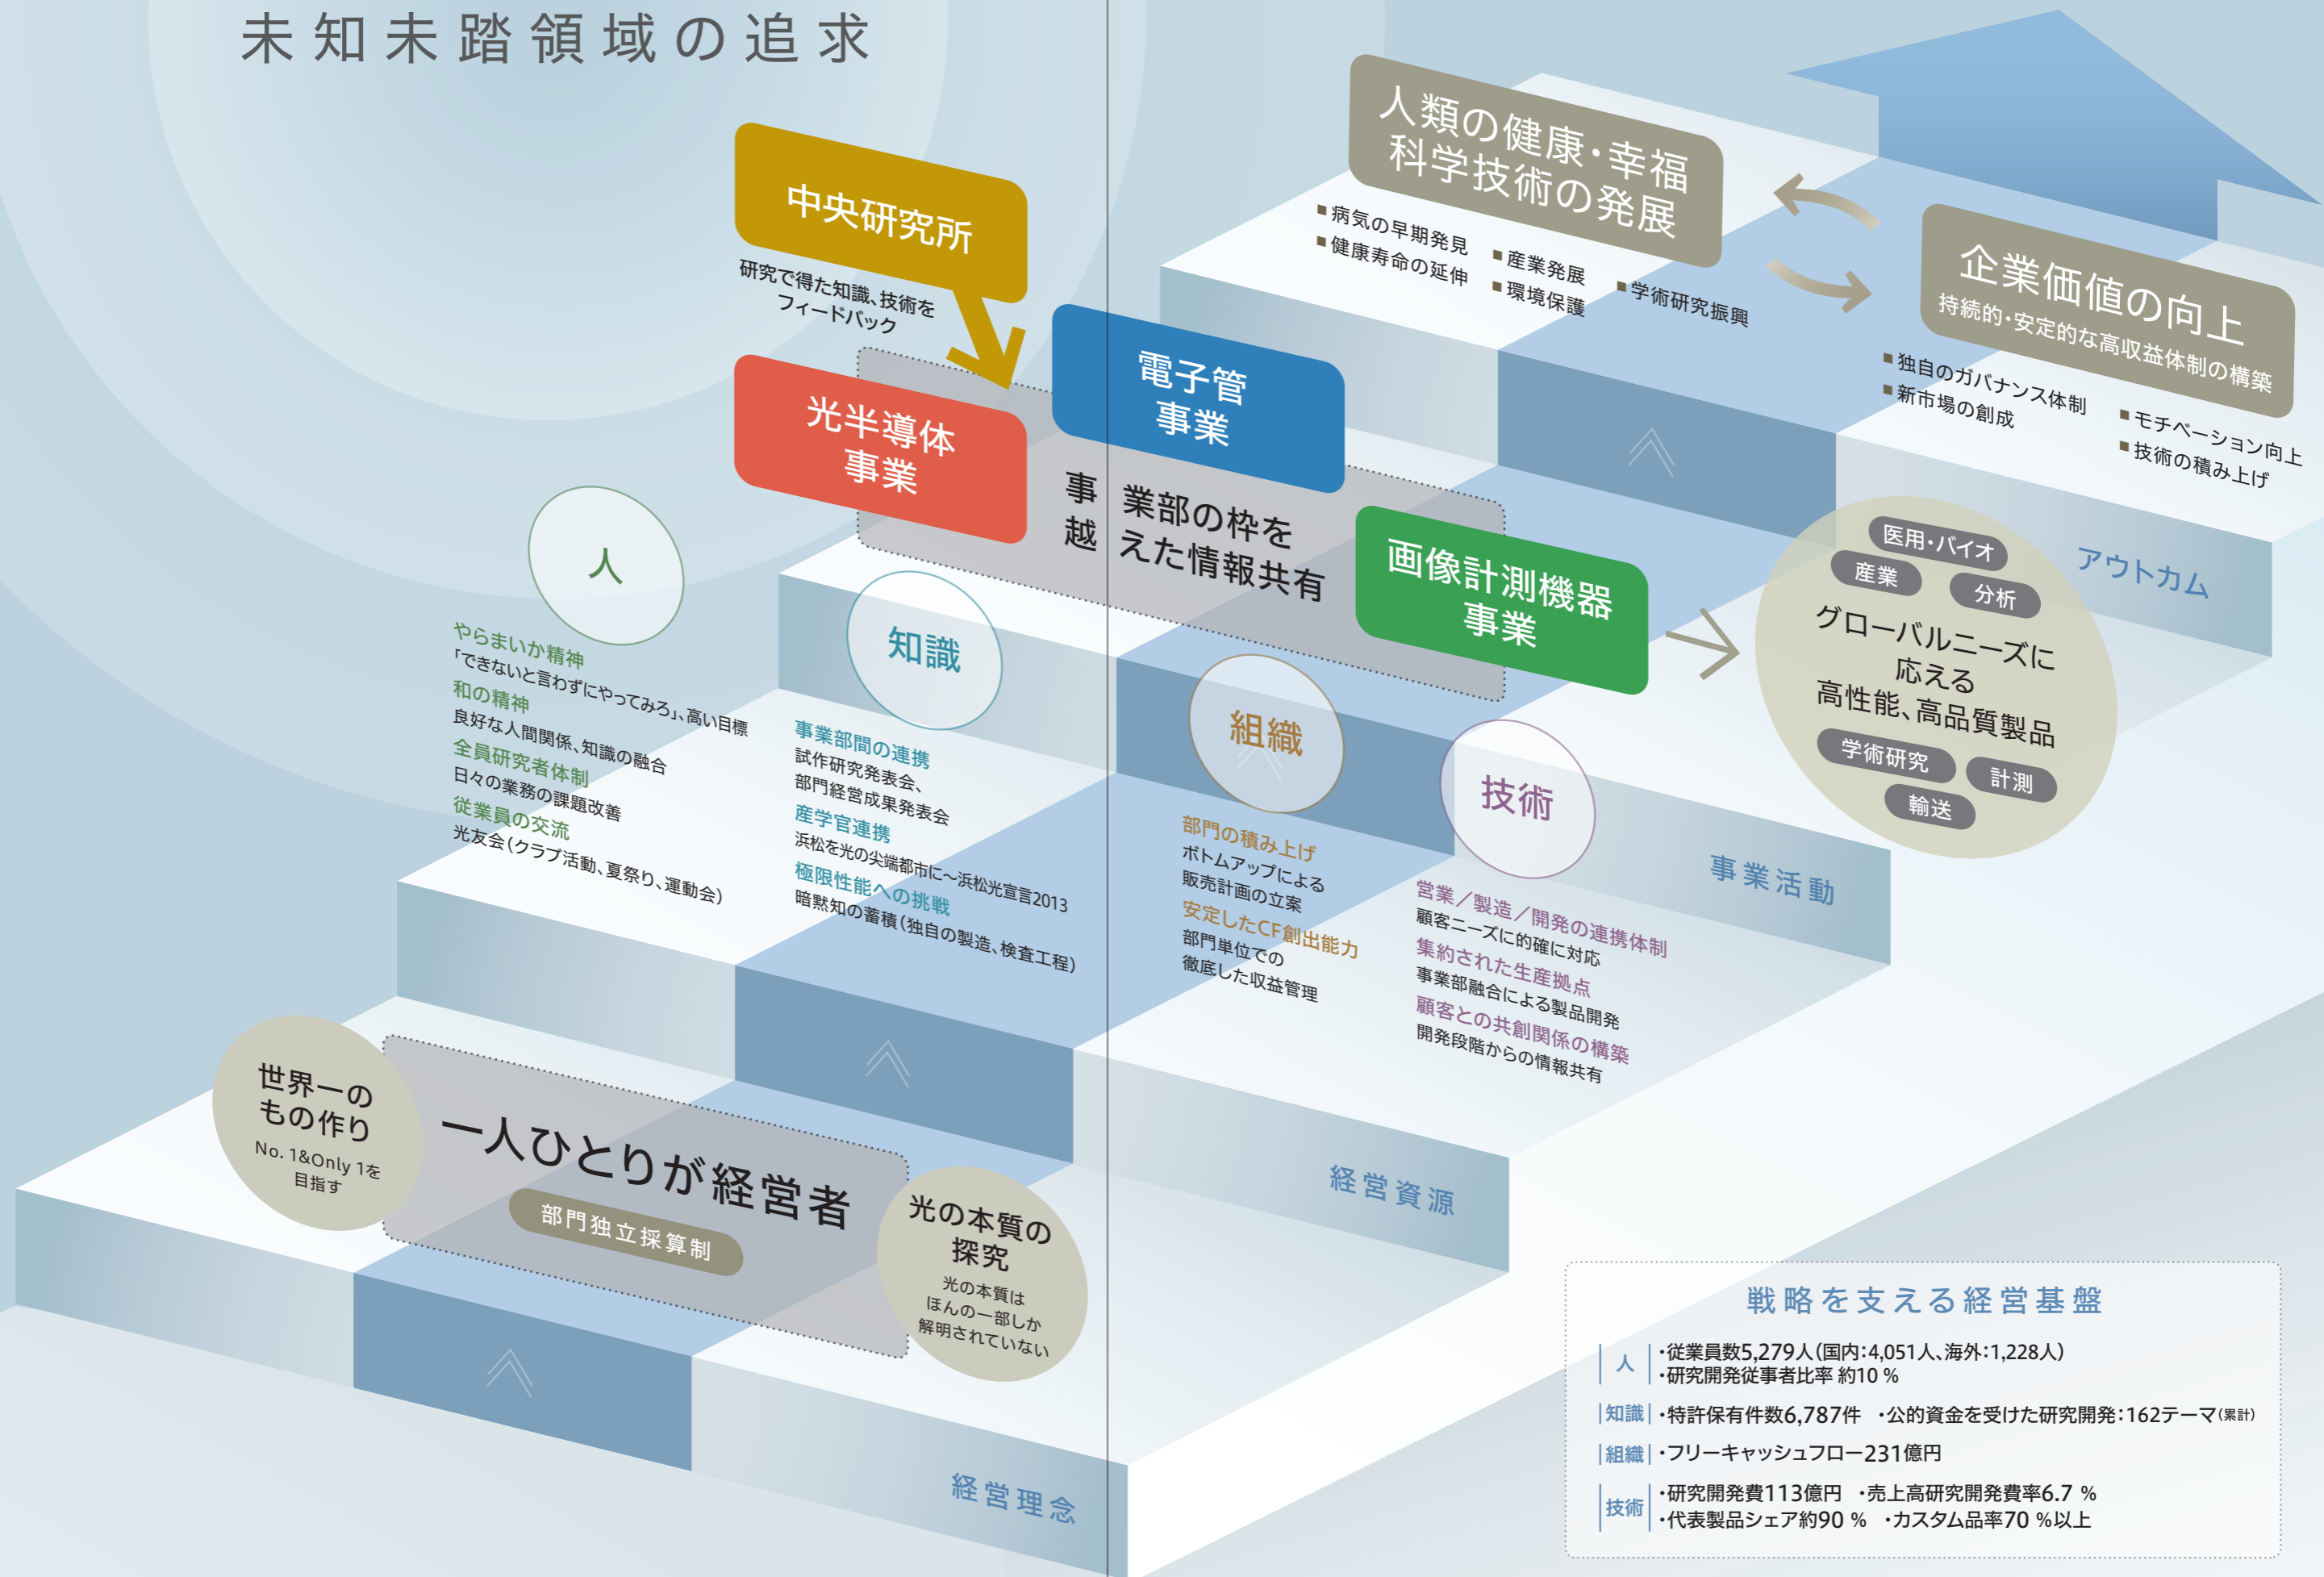 未知未踏領域の追求
中央研究所
研究で得た知識、技術を
フィードバック
光半導体
事業
電子管
事業
事業部の枠を
越えた情報共有
画像計測機器
事業
人類の健康・幸福
科学技術の発展
■病気の早期発見
■健康寿命の延伸
■産業発展
■環境保護
■学術研究振興
企業価値の向上
持続的・安定的な高収益体制の構築
■独自のガバナンス体制
■新市場の創成
■モチベーション向上
■技術の積み上げ
アウトカム
医用・バイオ
産業
分析
グローバルニーズに
応える
高性能、高品質製品
学術研究
計測
輸送
事業活動
人
やらまいか精神
「できないと言わずにやってみろ」、高い目標
和の精神
良好な人間関係、知識の融合
全員研究者体制
日々の業務の課題改善
従業員の交流
光友会（クラブ活動、夏祭り、運動会）
知識
事業部間の連携
試作研究発表会、
部門経営成果発表会
産学官連携
浜松を光の尖端都市に～浜松光宣言2013
極限性能への挑戦
暗黙知の蓄積（独自の製造、検査工程）
組織
部門の積み上げ
ボトムアップによる
販売計画の立案
安定したCF創出能力
部門単位での
徹底した収益管理
技術
営業／製造／開発の連携体制
顧客ニーズに的確に対応
集約された生産拠点
事業部融合による製品開発
顧客との共創関係の構築
開発段階からの情報共有
経営資源
世界一の
もの作り
No. 1&Only 1を
目指す
一人ひとりが経営者
部門独立採算制
光の本質の
探究
光の本質は
ほんの一部しか
解明されていない
経営理念
戦略を支える経営基盤
人
・従業員数5,279人（国内：4,051人、海外：1,228人）
・研究開発従事者比率 約10 %
知識 ・特許保有件数6,787件 ・公的資金を受けた研究開発：162テーマ（累計）
組織 ・フリーキャッシュフロー231億円
技術
・研究開発費113億円 ・売上高研究開発費率6.7 %
・代表製品シェア約90 % ・カスタム品率70 %以上